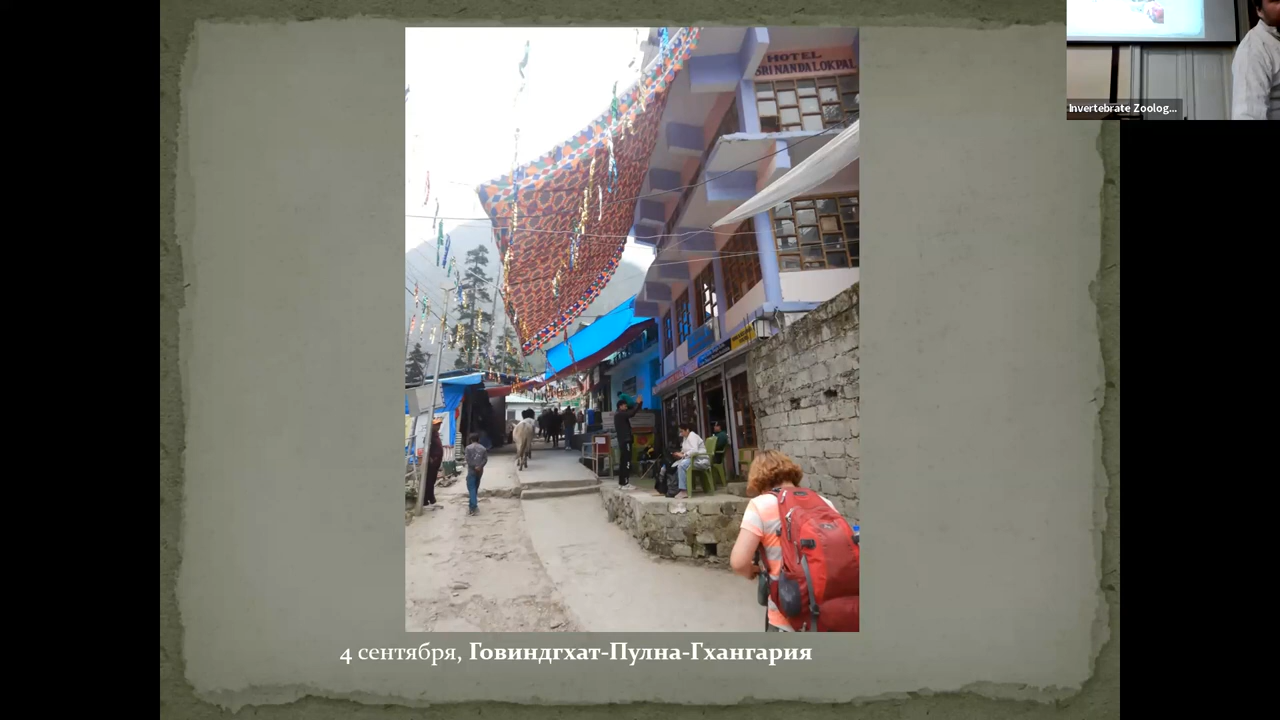 HOTEL
SRI NANDA LOKPAL
Invertebrate Zoolog...
4 сентября, Говиндгхат-Пулна-Гхангария